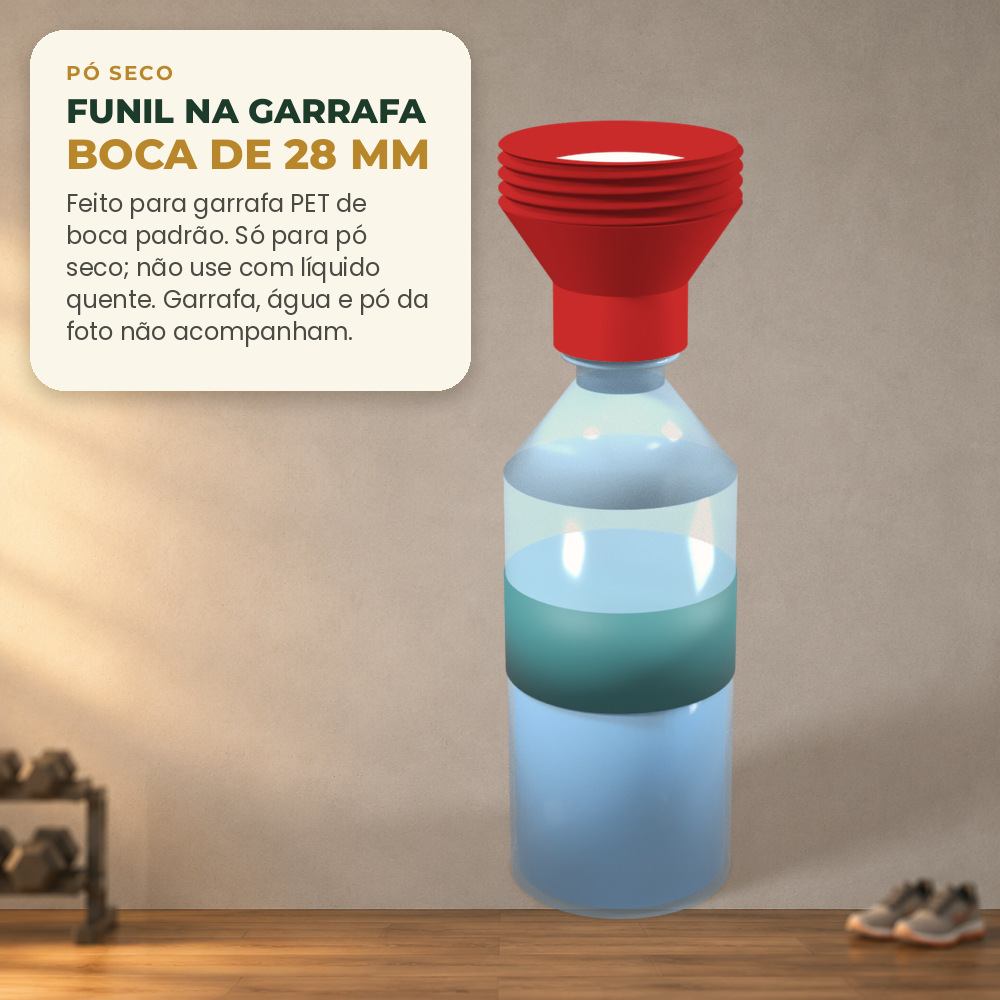 PÓ SECO
FUNIL NA GARRAFA
BOCA DE 28 MM
Feito para garrafa PET de
boca padrão. Só para pó
seco; não use com líquido
quente. Garrafa, água e pó da
foto não acompanham.